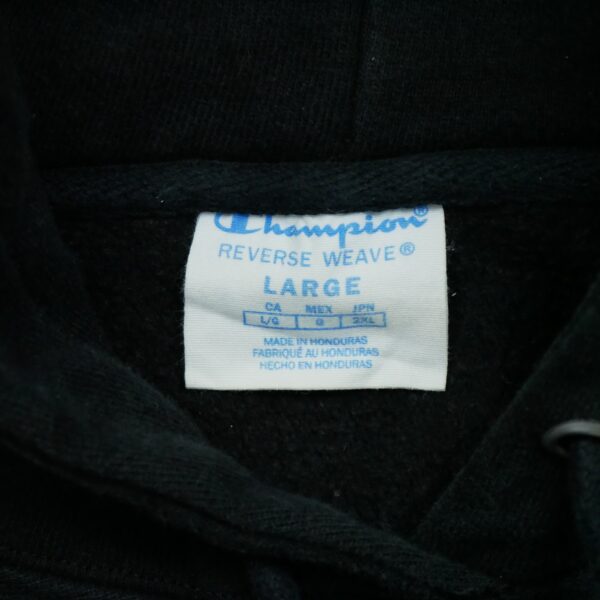 Champion®
REVERSE WEAVE®
LARGE
CA MEX JPN
L/G G 2XL
MADE IN HONDURAS
FABRIQUÉ AU HONDURAS
HECHO EN HONDURAS